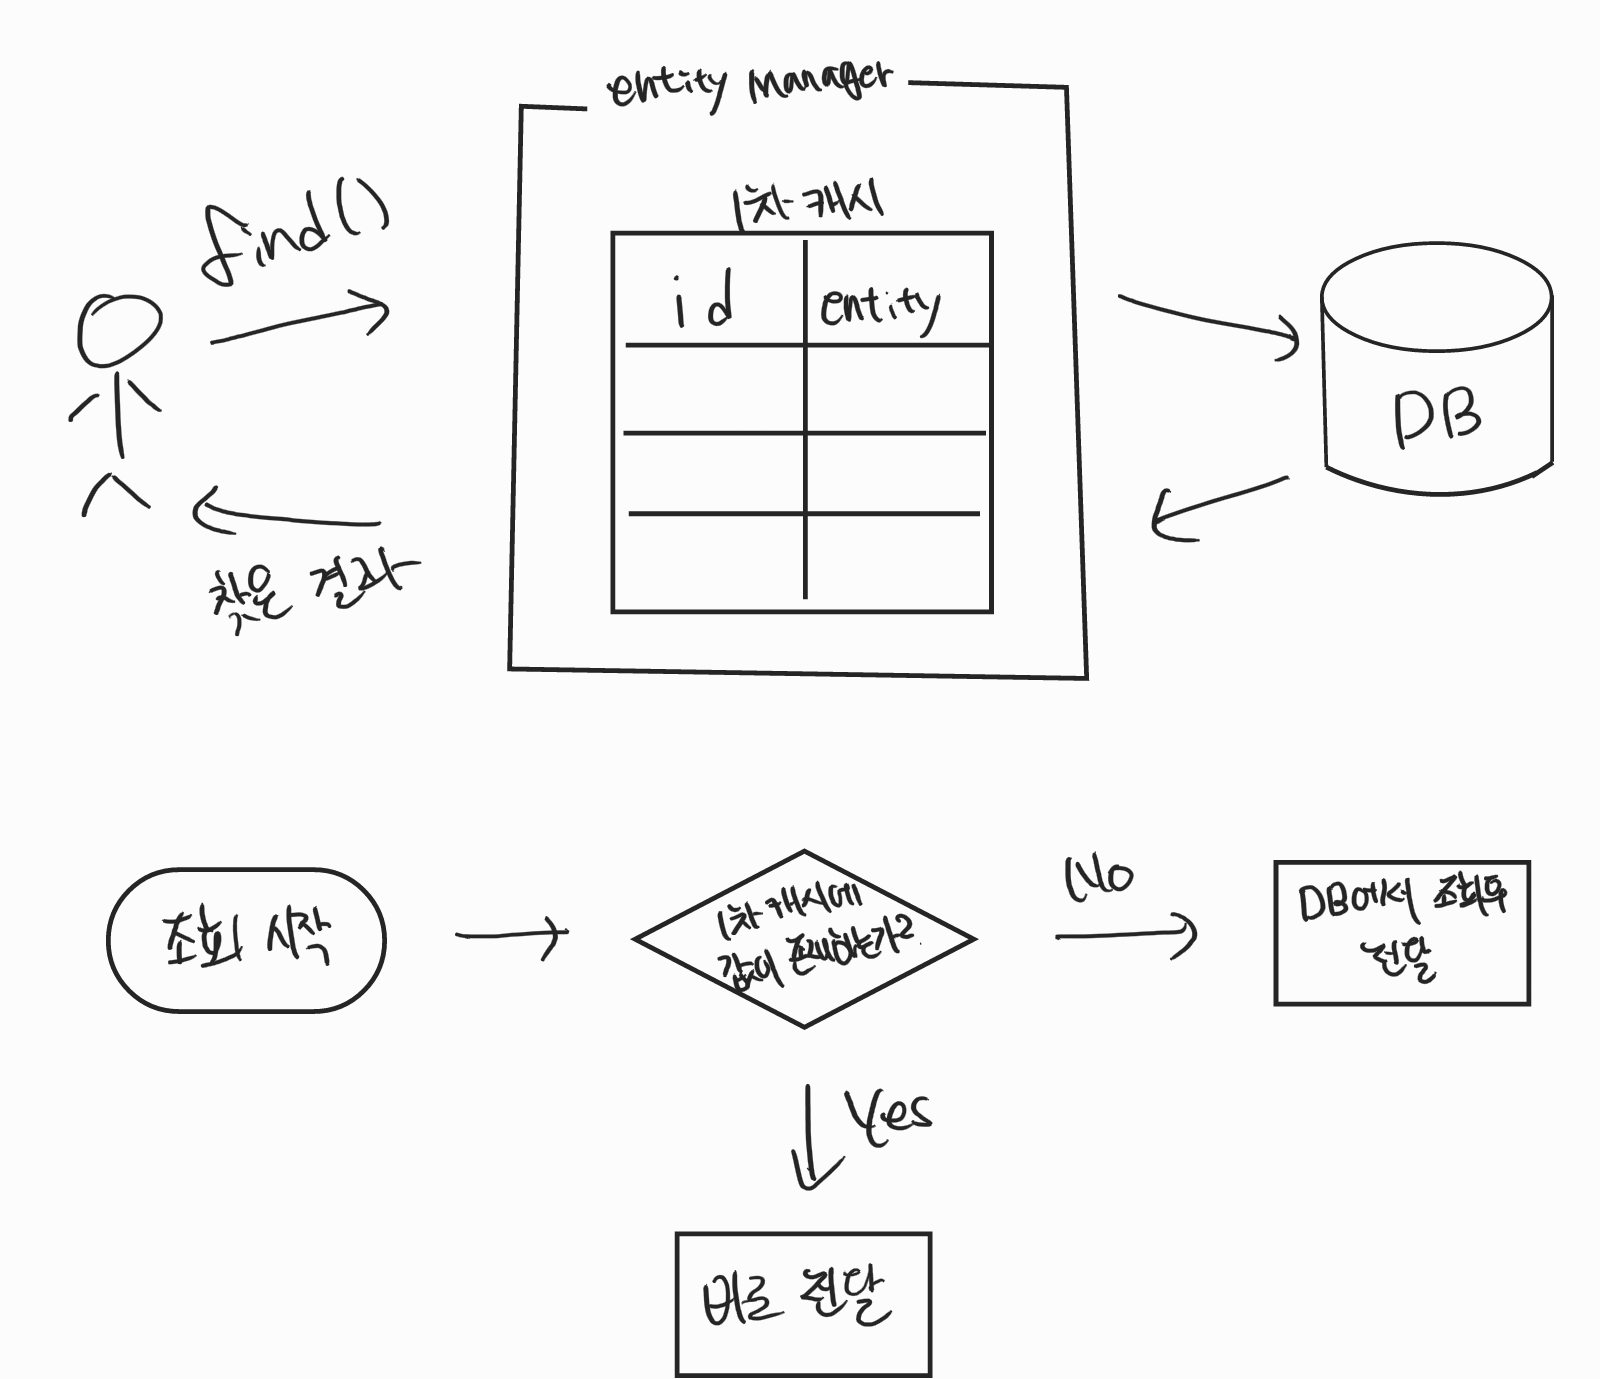 entity manager
find()
1차 캐시
id
entity
DB
찾은 결과
조회 시작
1차 캐시에
값이 존재하는가?
No
DB에서 조회후
전달
Yes
바로 전달